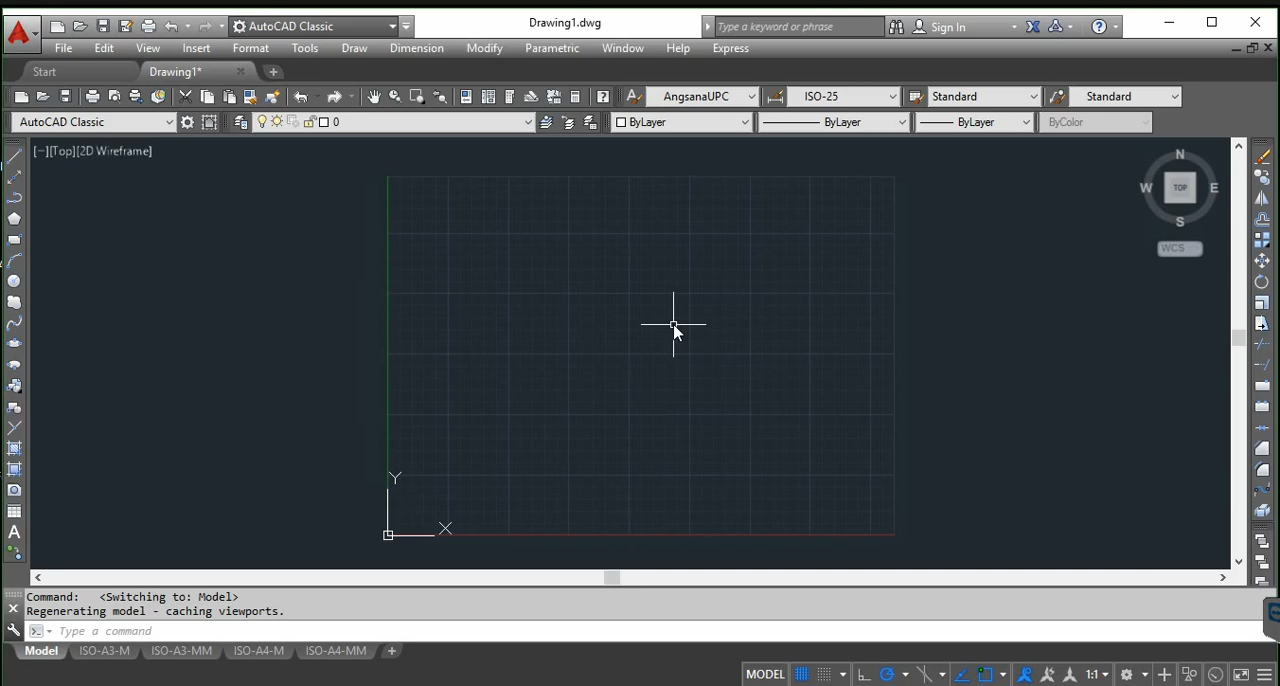 AutoCAD Classic
Drawing1.dwg
Type a keyword or phrase
Sign In
File Edit View Insert Format Tools Draw Dimension Modify Parametric Window Help Express
Start
Drawing1*
AngsanaUPC
ISO-25
Standard
Standard
AutoCAD Classic
0
ByLayer
ByLayer
ByLayer
ByColor
[−][Top][2D Wireframe]
N
W
TOP
E
S
WCS
Y
X
A
Command: <Switching to: Model>
Regenerating model - caching viewports.
Type a command
Model ISO-A3-M ISO-A3-MM ISO-A4-M ISO-A4-MM
MODEL
1:1